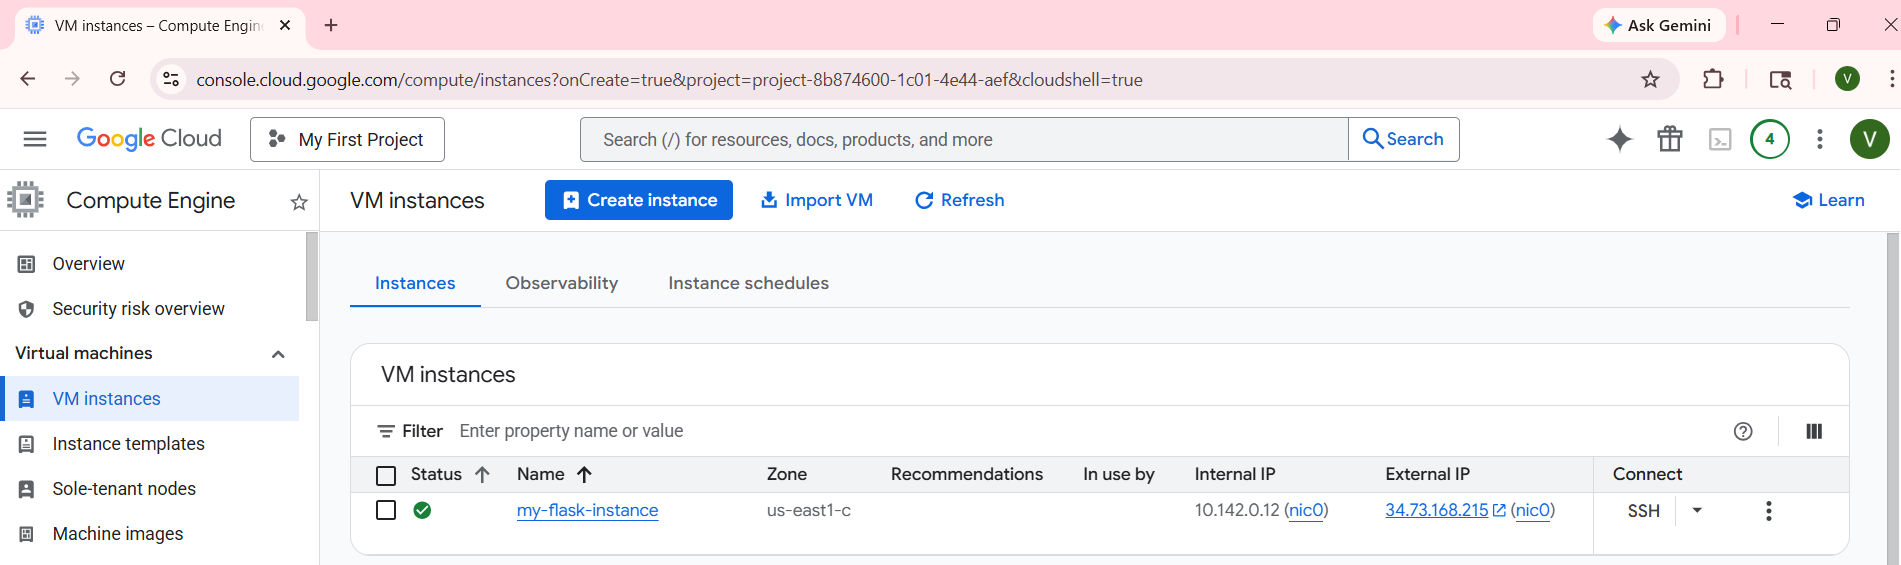 VM instances – Compute Engine
Ask Gemini
console.cloud.google.com/compute/instances?onCreate=true&project=project-8b874600-1c01-4e44-aef&cloudshell=true
V
Google Cloud
My First Project
Search (/) for resources, docs, products, and more
Search
4
V
Compute Engine
VM instances
Create instance
Import VM
Refresh
Learn
Overview
Security risk overview
Virtual machines
VM instances
Instance templates
Sole-tenant nodes
Machine images
Instances Observability Instance schedules
VM instances
Filter Enter property name or value
Status Name Zone Recommendations In use by Internal IP External IP Connect
my-flask-instance us-east1-c 10.142.0.12 (nic0) 34.73.168.215 (nic0) SSH